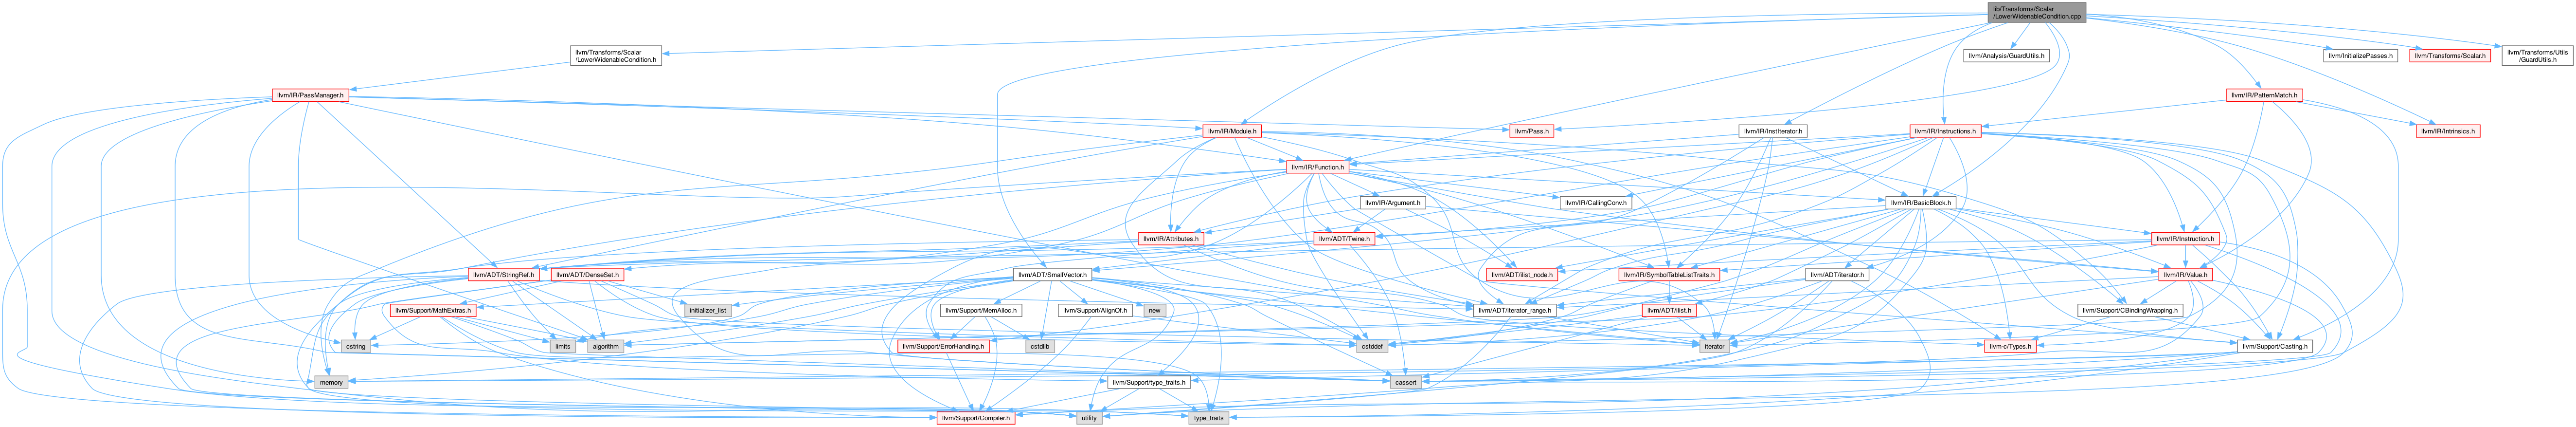 lib/Transforms/Scalar
/LowerWidenableCondition.cpp
llvm/Transforms/Scalar
/LowerWidenableCondition.h
llvm/Analysis/GuardUtils.h
llvm/InitializePasses.h
llvm/Transforms/Scalar.h
llvm/Transforms/Utils
/GuardUtils.h
llvm/IR/PassManager.h
llvm/IR/PatternMatch.h
llvm/IR/Module.h
llvm/Pass.h
llvm/IR/InstIterator.h
llvm/IR/Instructions.h
llvm/IR/Intrinsics.h
llvm/IR/Function.h
llvm/IR/Argument.h
llvm/IR/CallingConv.h
llvm/IR/BasicBlock.h
llvm/IR/Attributes.h
llvm/ADT/Twine.h
llvm/IR/Instruction.h
llvm/ADT/StringRef.h
llvm/ADT/DenseSet.h
llvm/ADT/SmallVector.h
llvm/ADT/ilist_node.h
llvm/IR/SymbolTableListTraits.h
llvm/ADT/iterator.h
llvm/IR/Value.h
llvm/Support/MathExtras.h
initializer_list
llvm/Support/MemAlloc.h
llvm/Support/AlignOf.h
new
llvm/ADT/iterator_range.h
llvm/ADT/ilist.h
llvm/Support/CBindingWrapping.h
cstring
limits
algorithm
llvm/Support/ErrorHandling.h
cstdlib
cstddef
iterator
llvm-c/Types.h
llvm/Support/Casting.h
memory
llvm/Support/type_traits.h
cassert
llvm/Support/Compiler.h
utility
type_traits